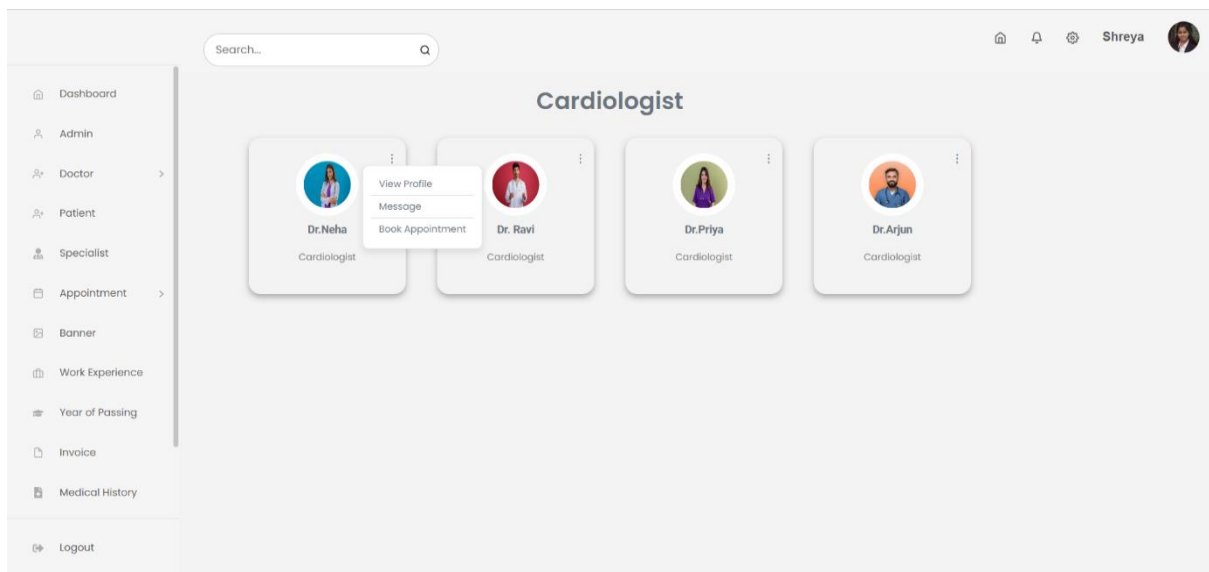 Search...
Shreya
Dashboard
Admin
Doctor
Patient
Specialist
Appointment
Banner
Work Experience
Year of Passing
Invoice
Medical History
Logout
Cardiologist
Dr.Neha
Cardiologist
View Profile
Message
Book Appointment
Dr. Ravi
Cardiologist
Dr.Priya
Cardiologist
Dr.Arjun
Cardiologist